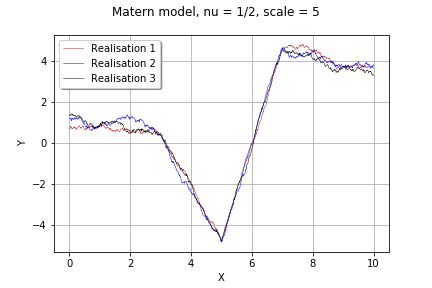 Matern model, nu = 1/2, scale = 5
Realisation 1
Realisation 2
Realisation 3
4
2
0
−2
−4
Y
0 2 4 6 8 10
X